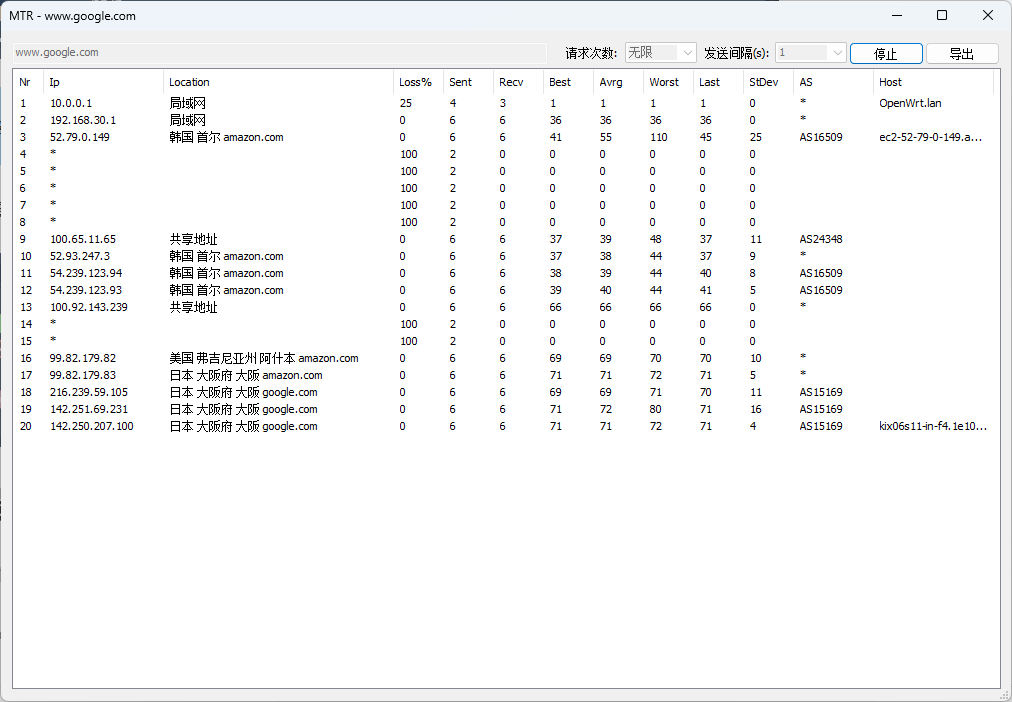 MTR - www.google.com
www.google.com 请求次数: 无限 发送间隔(s): 1 停止 导出
Nr Ip Location Loss% Sent Recv Best Avrg Worst Last StDev AS Host
1 10.0.0.1 局域网 25 4 3 1 1 1 1 0 * OpenWrt.lan
2 192.168.30.1 局域网 0 6 6 36 36 36 36 0 *
3 52.79.0.149 韩国 首尔 amazon.com 0 6 6 41 55 110 45 25 AS16509 ec2-52-79-0-149.a...
4 * 100 2 0 0 0 0 0 0
5 * 100 2 0 0 0 0 0 0
6 * 100 2 0 0 0 0 0 0
7 * 100 2 0 0 0 0 0 0
8 * 100 2 0 0 0 0 0 0
9 100.65.11.65 共享地址 0 6 6 37 39 48 37 11 AS24348
10 52.93.247.3 韩国 首尔 amazon.com 0 6 6 37 38 44 37 9 *
11 54.239.123.94 韩国 首尔 amazon.com 0 6 6 38 39 44 40 8 AS16509
12 54.239.123.93 韩国 首尔 amazon.com 0 6 6 39 40 44 41 5 AS16509
13 100.92.143.239 共享地址 0 6 6 66 66 66 66 0 *
14 * 100 2 0 0 0 0 0 0
15 * 100 2 0 0 0 0 0 0
16 99.82.179.82 美国 弗吉尼亚州 阿什本 amazon.com 0 6 6 69 69 70 70 10 *
17 99.82.179.83 日本 大阪府 大阪 amazon.com 0 6 6 71 71 72 71 5 *
18 216.239.59.105 日本 大阪府 大阪 google.com 0 6 6 69 69 71 70 11 AS15169
19 142.251.69.231 日本 大阪府 大阪 google.com 0 6 6 71 72 80 71 16 AS15169
20 142.250.207.100 日本 大阪府 大阪 google.com 0 6 6 71 71 72 71 4 AS15169 kix06s11-in-f4.1e10...